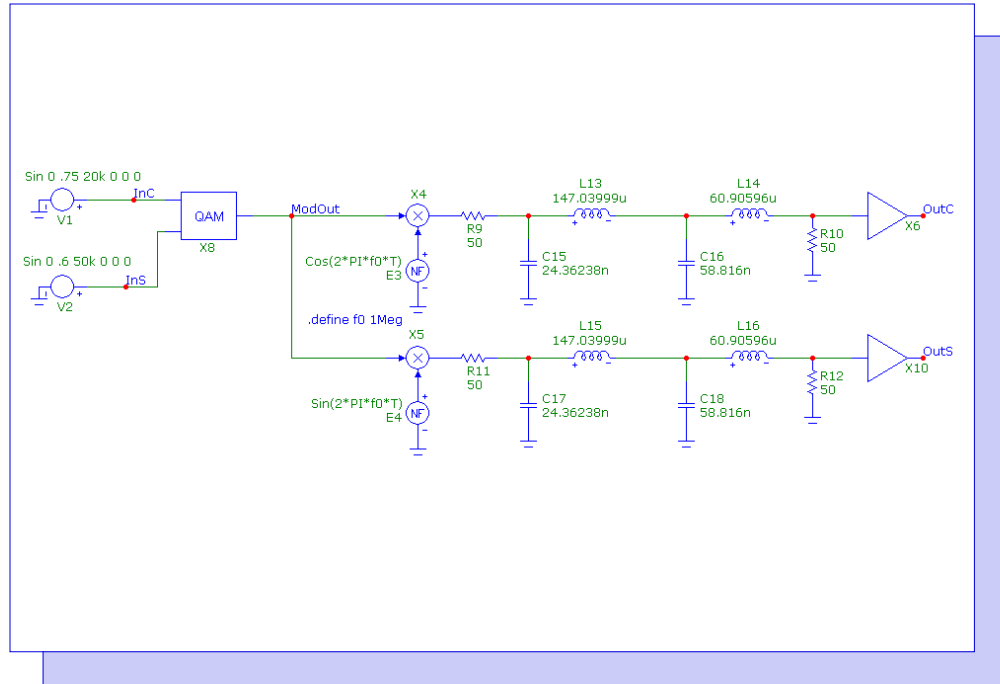 Sin 0 .75 20k 0 0 0
InC
V1
QAM
X8
Sin 0 .6 50k 0 0 0
InS
V2
ModOut
X4
R9
50
Cos(2*PI*f0*T)
E3
NF
C15
24.36238n
L13
147.03999u
C16
58.816n
L14
60.90596u
R10
50
X6
OutC
.define f0 1Meg
X5
R11
50
Sin(2*PI*f0*T)
E4
NF
C17
24.36238n
L15
147.03999u
C18
58.816n
L16
60.90596u
R12
50
X10
OutS